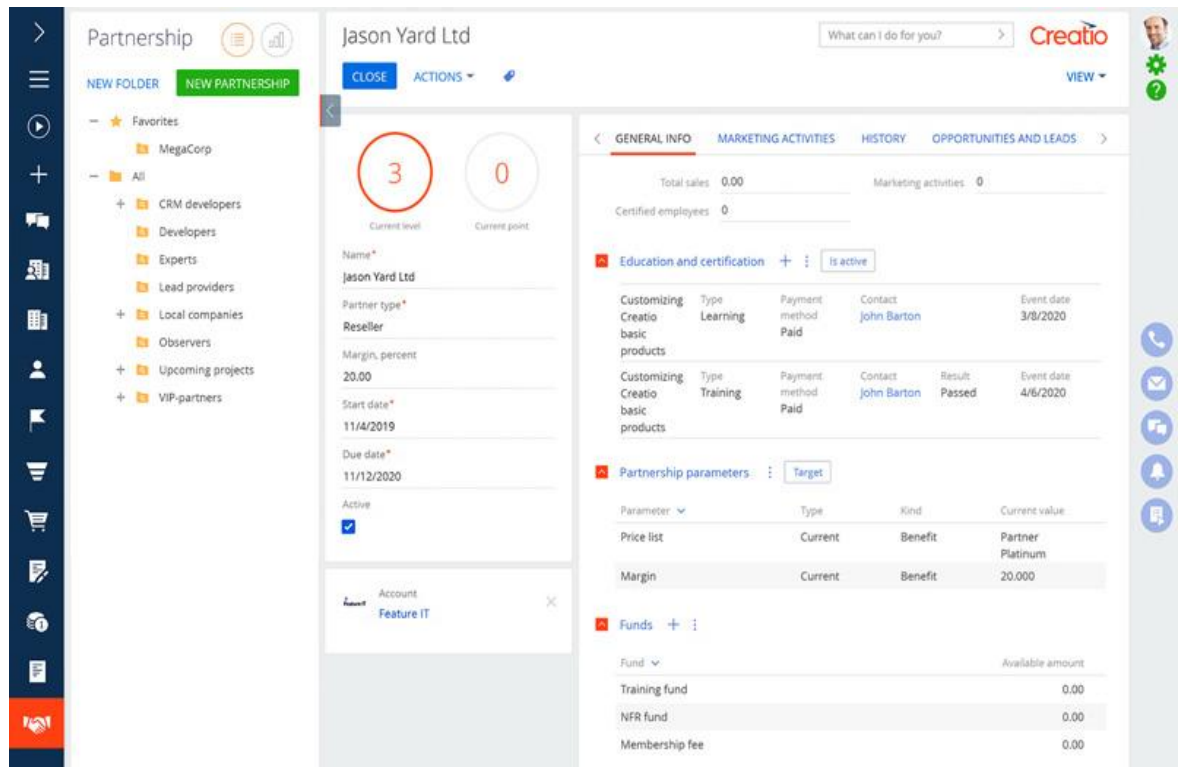 Partnership
NEW FOLDER
NEW PARTNERSHIP
Favorites
MegaCorp
All
CRM developers
Developers
Experts
Lead providers
Local companies
Observers
Upcoming projects
VIP-partners
Jason Yard Ltd
What can I do for you?
Creatio
CLOSE
ACTIONS
VIEW
3
0
Current level
Current point
Name*
Jason Yard Ltd
Partner type*
Reseller
Margin, percent
20.00
Start date*
11/4/2019
Due date*
11/12/2020
Active
Account
Feature IT
GENERAL INFO MARKETING ACTIVITIES HISTORY OPPORTUNITIES AND LEADS
Total sales 0.00 Marketing activities 0
Certified employees 0
Education and certification + Is active
Customizing Type Payment Contact Event date
Creatio Learning method John Barton 3/8/2020
basic Paid
products
Customizing Type Payment Contact Result Event date
Creatio Training method John Barton Passed 4/6/2020
basic Paid
products
Partnership parameters Target
Parameter Type Kind Current value
Price list Current Benefit Partner
Platinum
Margin Current Benefit 20.000
Funds +
Fund Available amount
Training fund 0.00
NFR fund 0.00
Membership fee 0.00